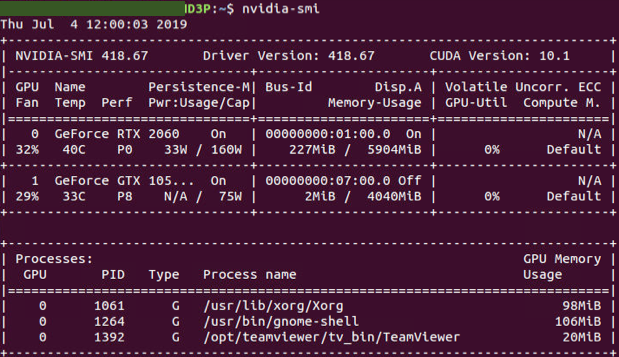 ID3P:~$ nvidia-smi
Thu Jul  4 12:00:03 2019
+-----------------------------------------------------------------------------+
| NVIDIA-SMI 418.67       Driver Version: 418.67       CUDA Version: 10.1     |
|-------------------------------+----------------------+----------------------+
| GPU  Name        Persistence-M| Bus-Id        Disp.A | Volatile Uncorr. ECC |
| Fan  Temp  Perf  Pwr:Usage/Cap|         Memory-Usage | GPU-Util  Compute M. |
|===============================+======================+======================|
|   0  GeForce RTX 2060    On   | 00000000:01:00.0  On |                  N/A |
| 32%   40C    P0    33W / 160W |    227MiB /  5904MiB |      0%      Default |
+-------------------------------+----------------------+----------------------+
|   1  GeForce GTX 105...  On   | 00000000:07:00.0 Off |                  N/A |
| 29%   33C    P8    N/A /  75W |      2MiB /  4040MiB |      0%      Default |
+-------------------------------+----------------------+----------------------+

+-----------------------------------------------------------------------------+
| Processes:                                                       GPU Memory |
|  GPU       PID   Type   Process name                             Usage      |
|=============================================================================|
|    0      1061      G   /usr/lib/xorg/Xorg                            98MiB |
|    0      1264      G   /usr/bin/gnome-shell                         106MiB |
|    0      1392      G   /opt/teamviewer/tv_bin/TeamViewer             20MiB |
+-----------------------------------------------------------------------------+